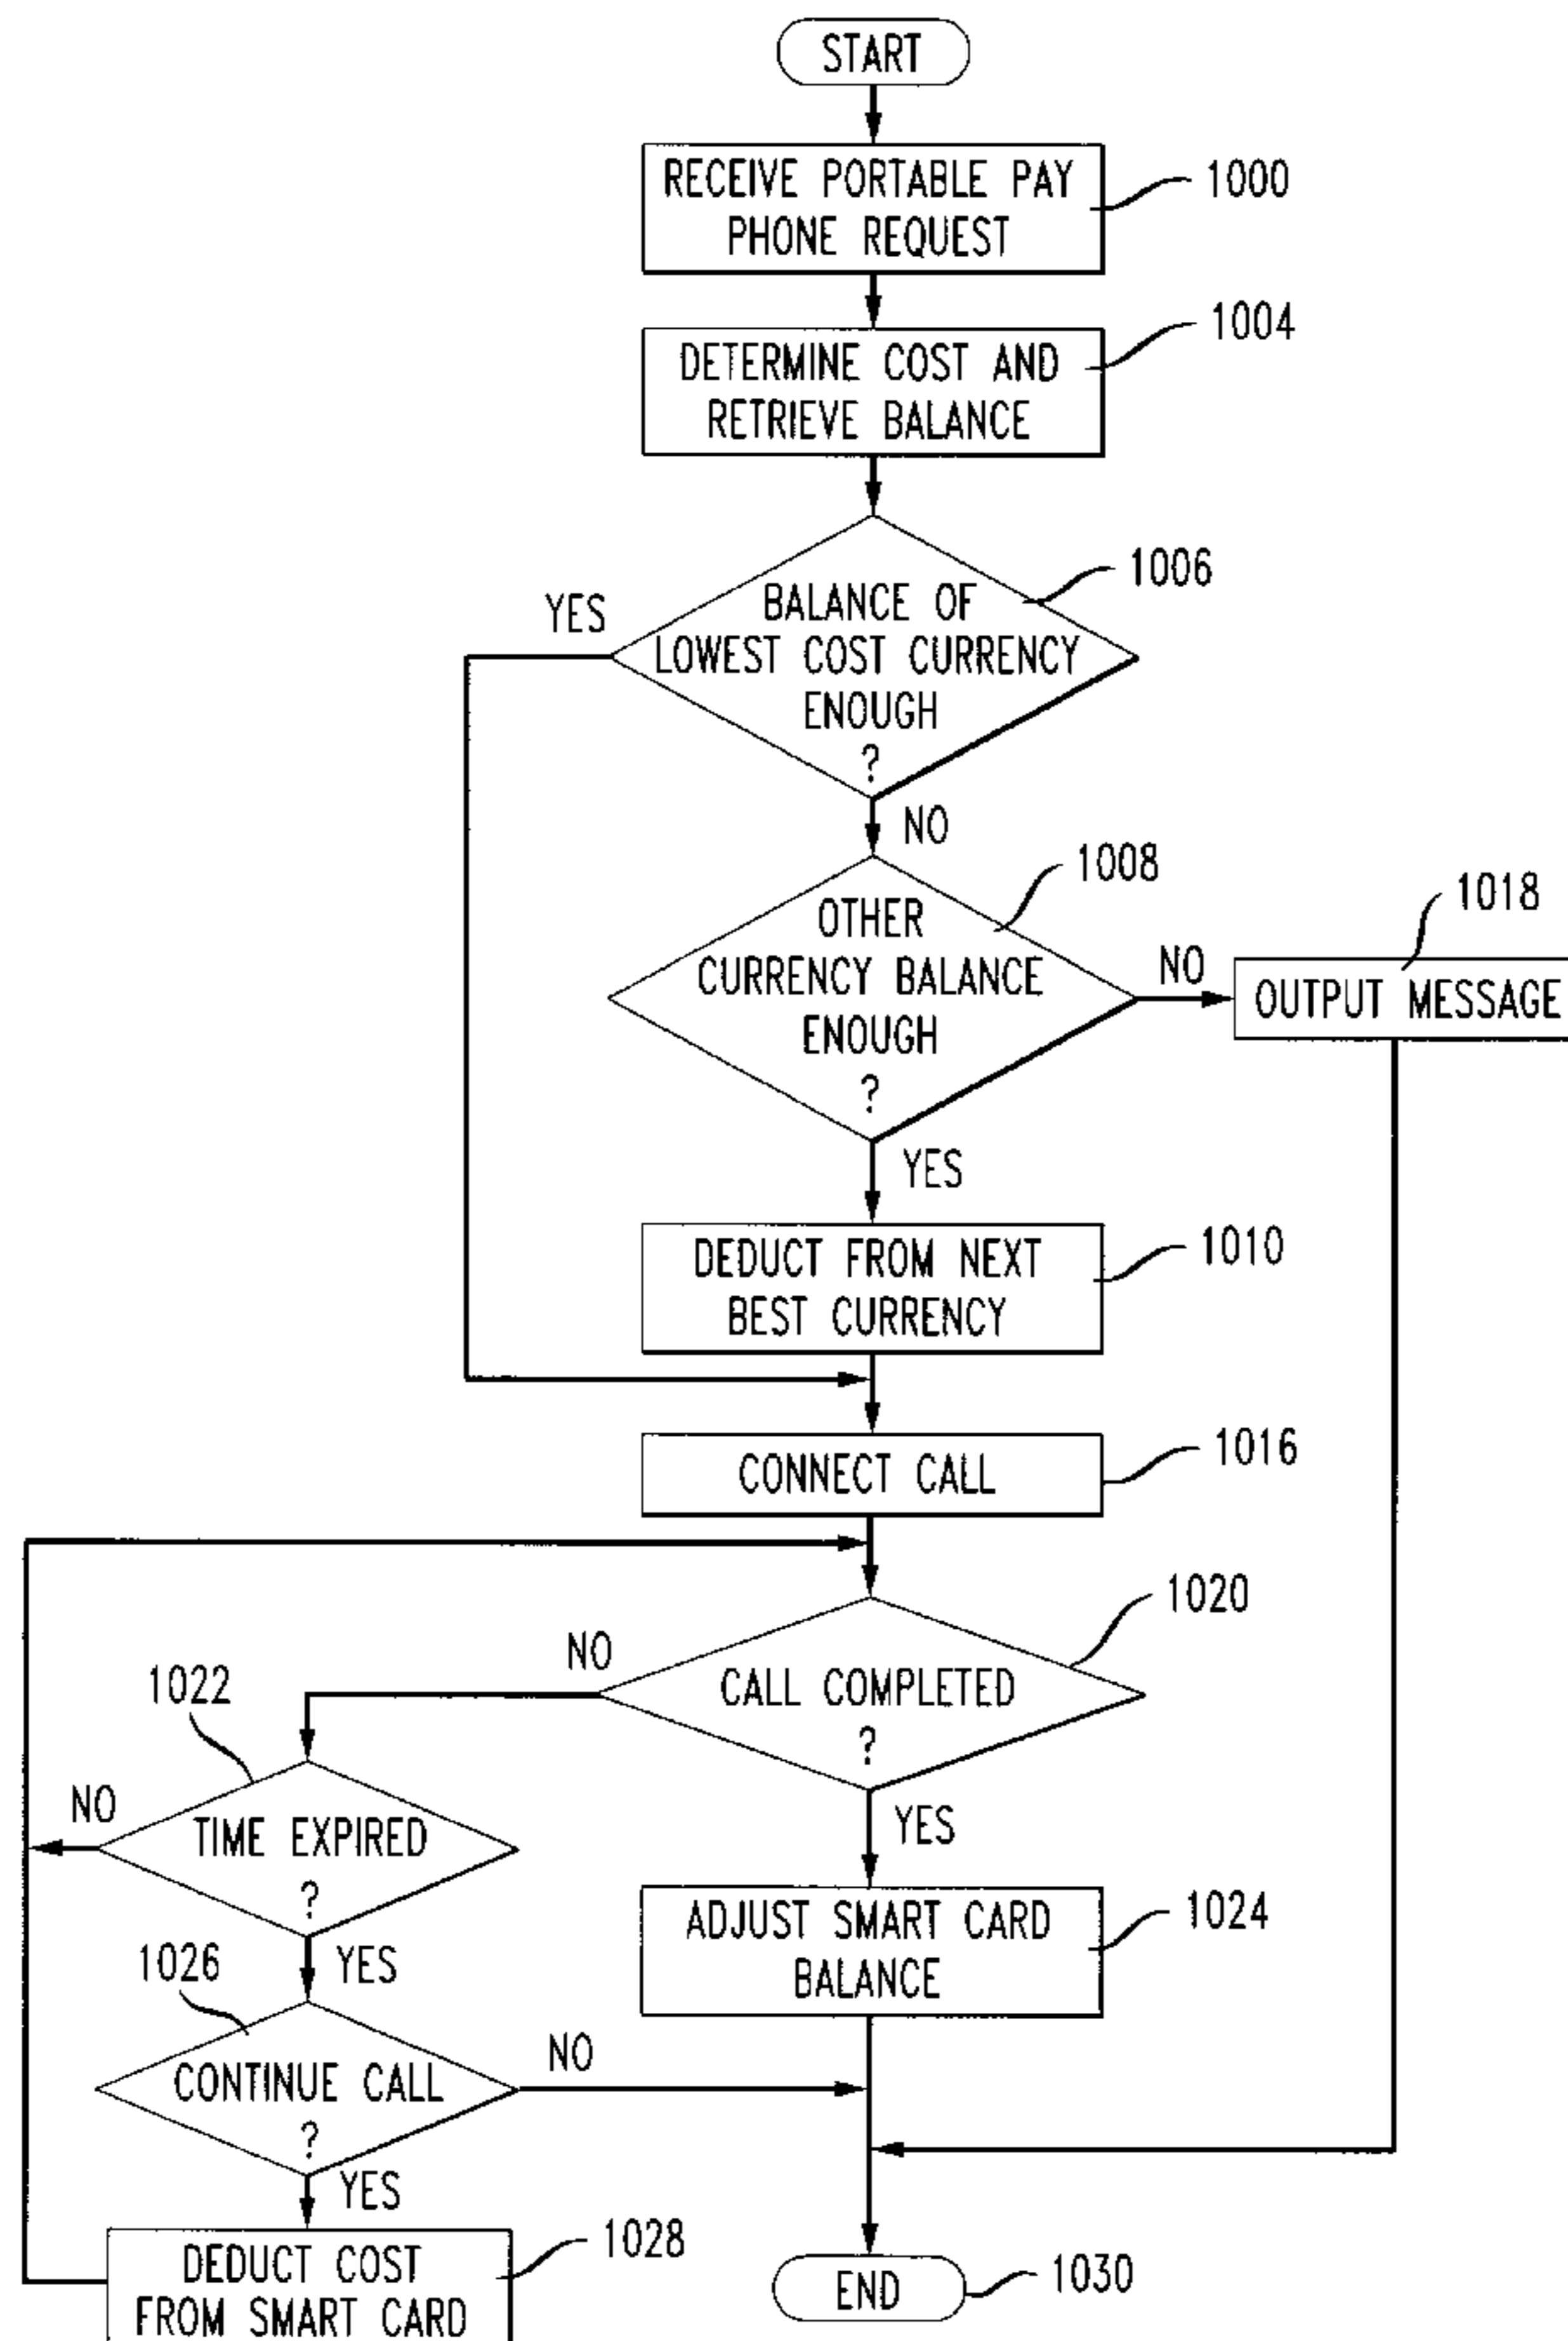 START
RECEIVE PORTABLE PAY
PHONE REQUEST
1000
DETERMINE COST AND
RETRIEVE BALANCE
1004
BALANCE OF
LOWEST COST CURRENCY
ENOUGH
?
1006
YES
NO
OTHER
CURRENCY BALANCE
ENOUGH
?
1008
NO
OUTPUT MESSAGE
1018
YES
DEDUCT FROM NEXT
BEST CURRENCY
1010
CONNECT CALL
1016
CALL COMPLETED
?
1020
NO
1022
TIME EXPIRED
?
NO
YES
YES
ADJUST SMART CARD
BALANCE
1024
1026
CONTINUE CALL
?
NO
YES
DEDUCT COST
FROM SMART CARD
1028
END
1030